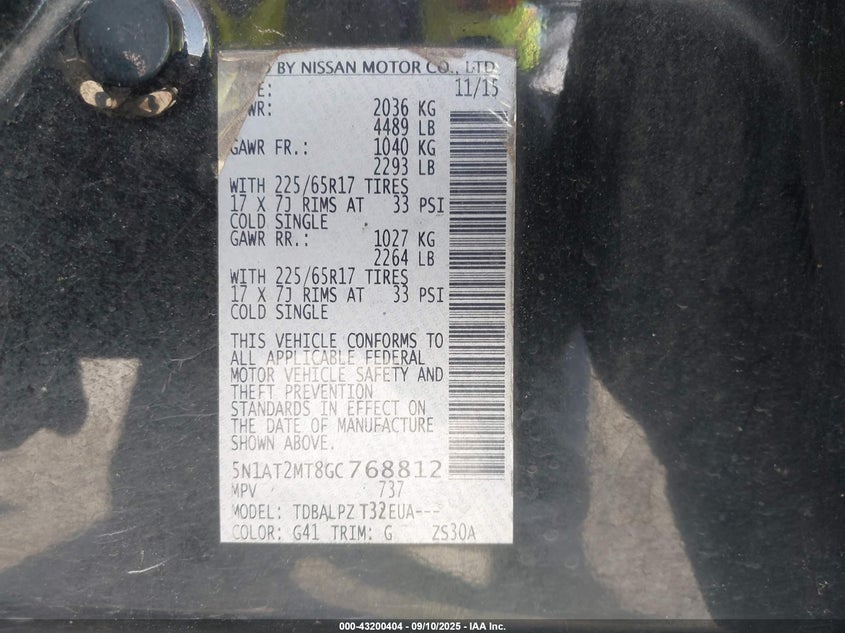 BY NISSAN MOTOR CO., LTD.
11/15
2036 KG
4489 LB
GAWR FR.: 1040 KG
2293 LB
WITH 225/65R17 TIRES
17 X 7J RIMS AT 33 PSI
COLD SINGLE
GAWR RR.: 1027 KG
2264 LB
WITH 225/65R17 TIRES
17 X 7J RIMS AT 33 PSI
COLD SINGLE
THIS VEHICLE CONFORMS TO
ALL APPLICABLE FEDERAL
MOTOR VEHICLE SAFETY AND
THEFT PREVENTION
STANDARDS IN EFFECT ON
THE DATE OF MANUFACTURE
SHOWN ABOVE.
5N1AT2MT8GC768812
MPV 737
MODEL: TDBALPZ T32EUA---
COLOR: G41 TRIM: G ZS30A
000-43200404 - 09/10/2025 - IAA Inc.